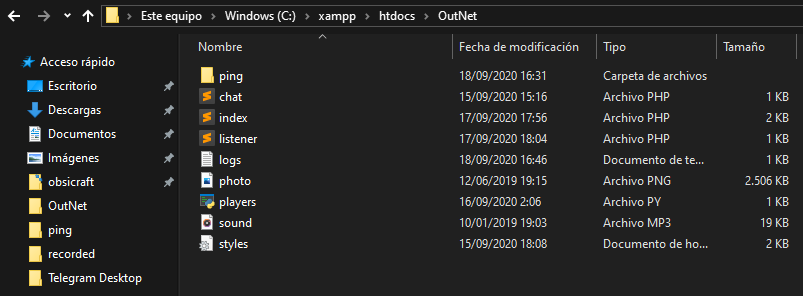 Este equipo > Windows (C:) > xampp > htdocs > OutNet
Nombre Fecha de modificación Tipo Tamaño
Acceso rápido
Escritorio
Descargas
Documentos
Imágenes
obsicraft
OutNet
ping
recorded
Telegram Desktop
ping 18/09/2020 16:31 Carpeta de archivos
chat 15/09/2020 15:16 Archivo PHP 1 KB
index 17/09/2020 17:56 Archivo PHP 2 KB
listener 17/09/2020 18:04 Archivo PHP 1 KB
logs 18/09/2020 16:46 Documento de te... 1 KB
photo 12/06/2019 19:15 Archivo PNG 2.506 KB
players 16/09/2020 2:06 Archivo PY 1 KB
sound 10/01/2019 19:03 Archivo MP3 19 KB
styles 15/09/2020 18:08 Documento de ho... 2 KB